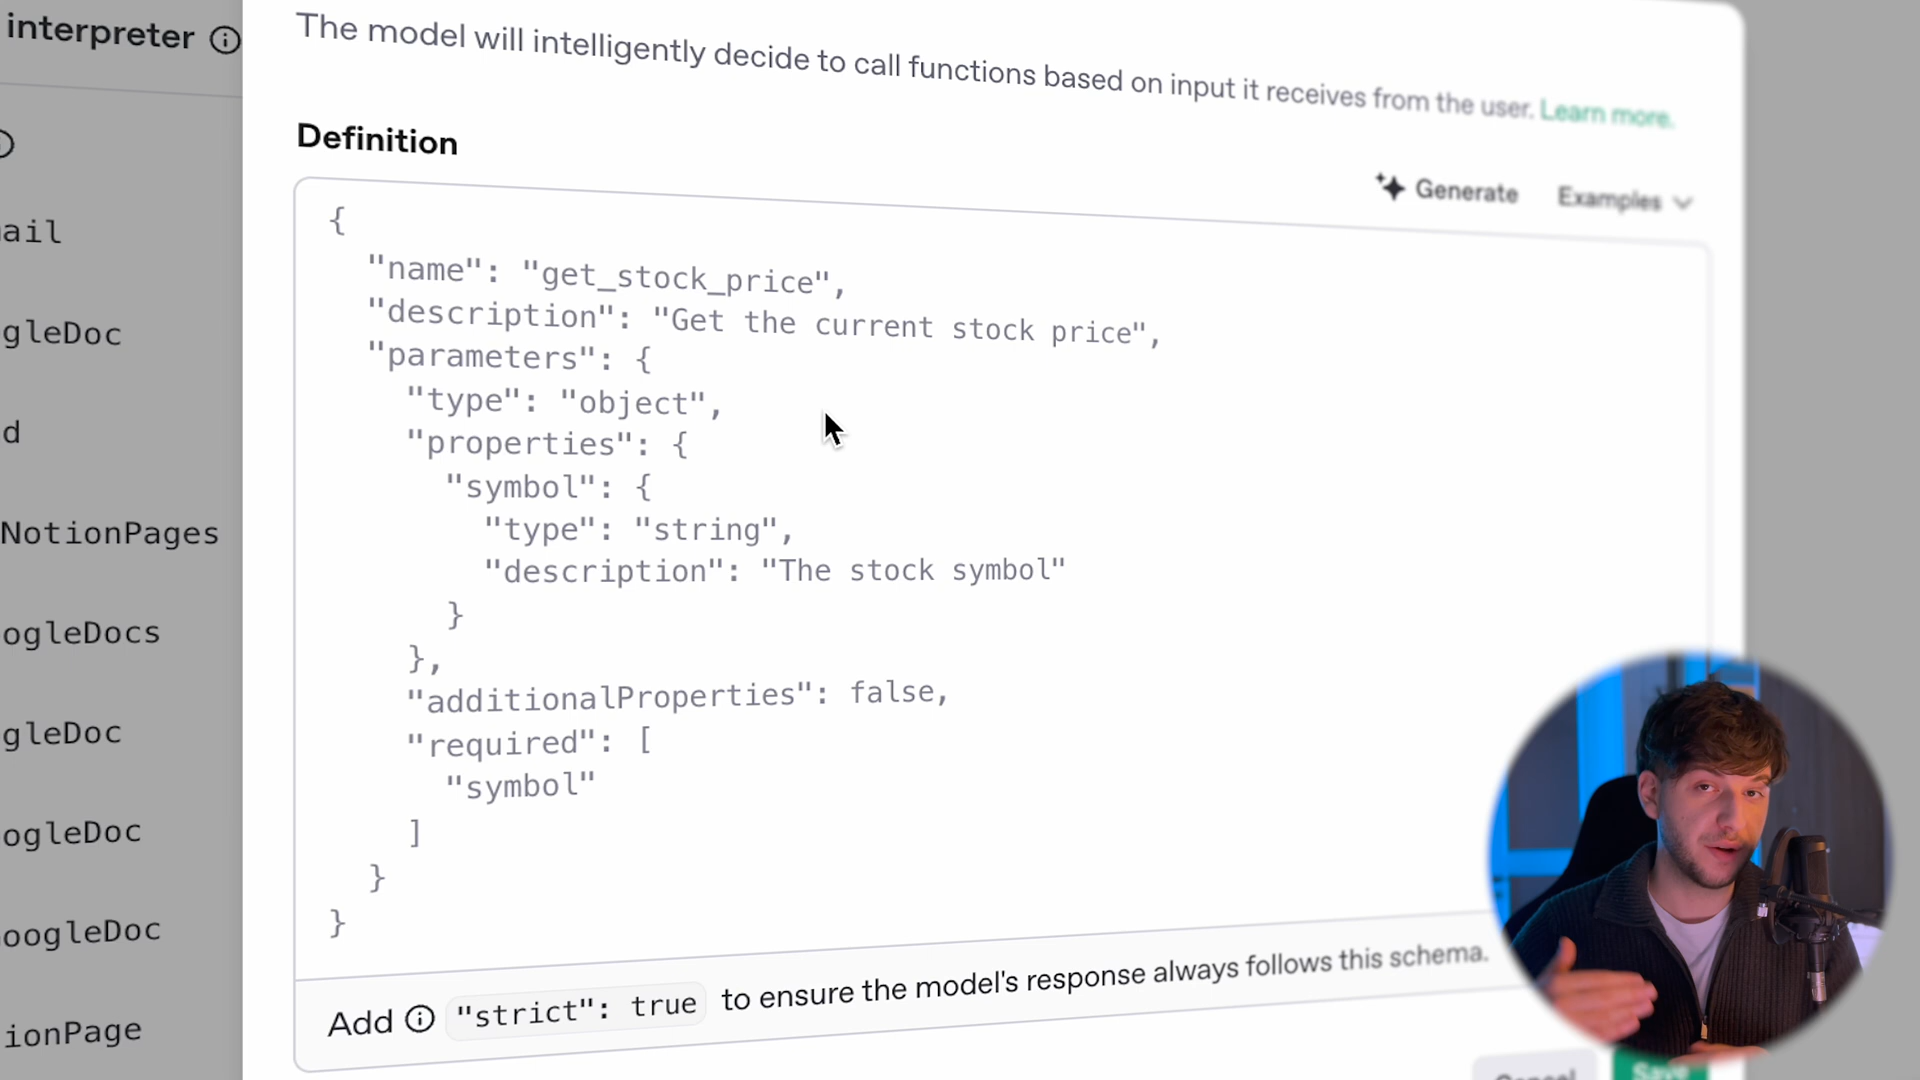 interpreter
The model will intelligently decide to call functions based on input it receives from the user. Learn more.
Definition
Generate
Examples
{
"name": "get_stock_price",
"description": "Get the current stock price",
"parameters": {
"type": "object",
"properties": {
"symbol": {
"type": "string",
"description": "The stock symbol"
}
},
"additionalProperties": false,
"required": [
"symbol"
]
}
}
Add "strict": true to ensure the model's response always follows this schema.
Cancel
Save
ail
gleDoc
d
NotionPages
ogleDocs
gleDoc
ogleDoc
oogleDoc
ionPage